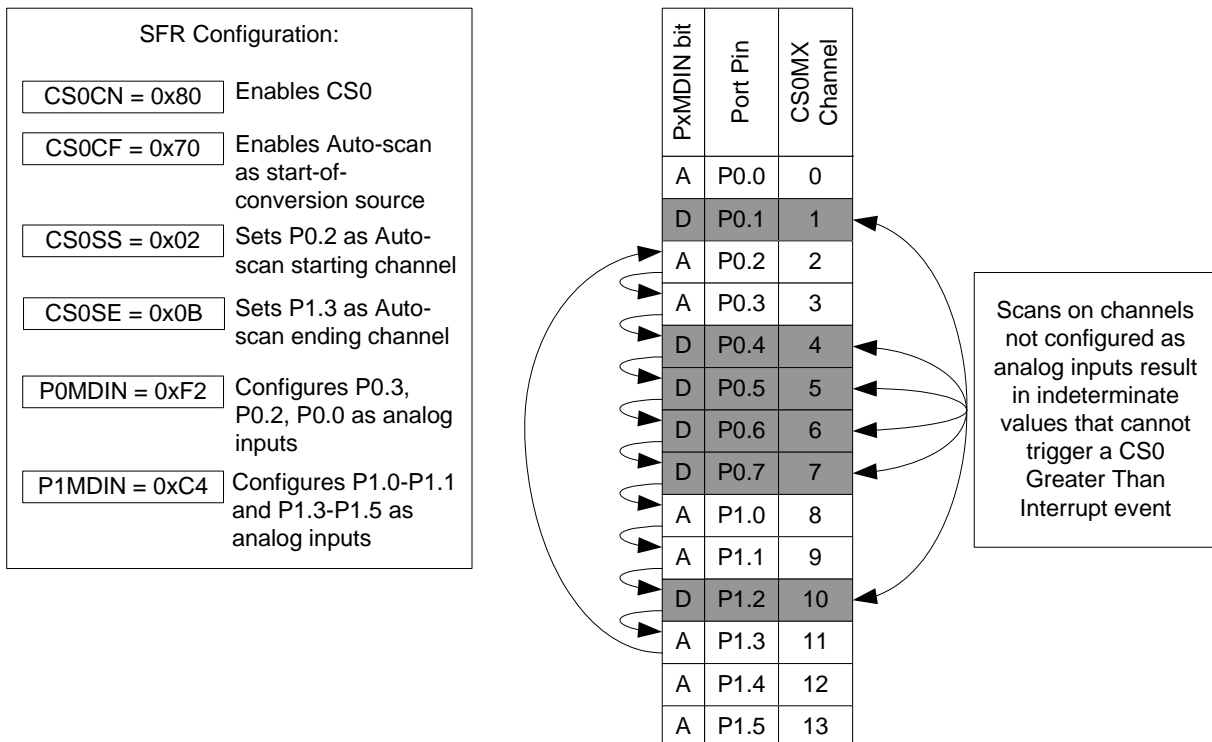 SFR Configuration:
CS0CN = 0x80
Enables CS0
CS0CF = 0x70
Enables Auto-scan
as start-of-
conversion source
CS0SS = 0x02
Sets P0.2 as Auto-
scan starting channel
CS0SE = 0x0B
Sets P1.3 as Auto-
scan ending channel
P0MDIN = 0xF2
Configures P0.3,
P0.2, P0.0 as analog
inputs
P1MDIN = 0xC4
Configures P1.0-P1.1
and P1.3-P1.5 as
analog inputs
PxMDIN bit
Port Pin
CS0MX
Channel
A P0.0 0
D P0.1 1
A P0.2 2
A P0.3 3
D P0.4 4
D P0.5 5
D P0.6 6
D P0.7 7
A P1.0 8
A P1.1 9
D P1.2 10
A P1.3 11
A P1.4 12
A P1.5 13
Scans on channels
not configured as
analog inputs result
in indeterminate
values that cannot
trigger a CS0
Greater Than
Interrupt event